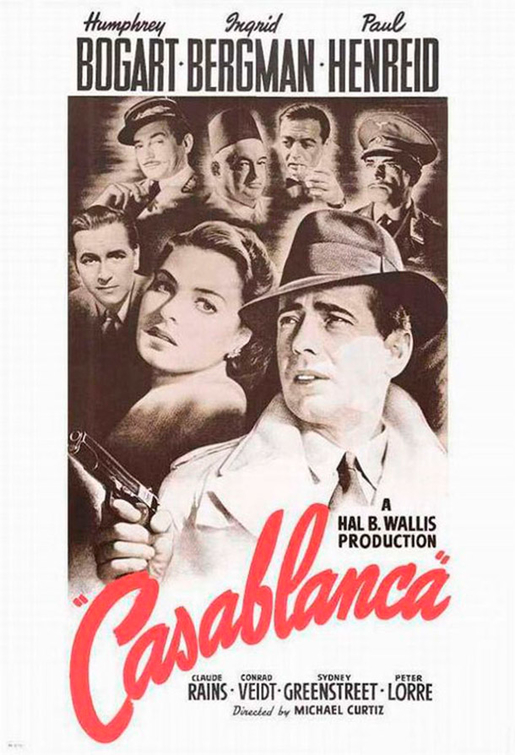 Humphrey Ingrid Paul
BOGART · BERGMAN · HENREID
A
HAL B. WALLIS
PRODUCTION
"Casablanca"
CLAUDE CONRAD SYDNEY PETER
RAINS · VEIDT · GREENSTREET · LORRE
Directed by MICHAEL CURTIZ